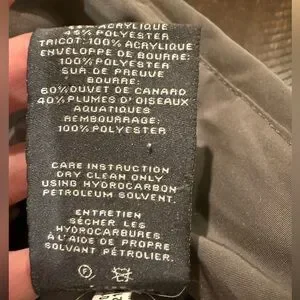 ACRYLIQUE
45% POLYESTER
TRICOT: 100% ACRYLIQUE
ENVELOPPE DE BOURRE:
100% POLYESTER
SUR DE PREUVE
BOURRE:
60% DUVET DE CANARD
40% PLUMES D' OISEAUX
AQUATIQUES
REMBOURRAGE:
100% POLYESTER
CARE INSTRUCTION
DRY CLEAN ONLY
USING HYDROCARBON
PETROLEUM SOLVENT.
ENTRETIEN
SÉCHER LES
HYDROCARBURES
À L'AIDE DE PROPRE
SOLVANT PÉTROLIER.
F